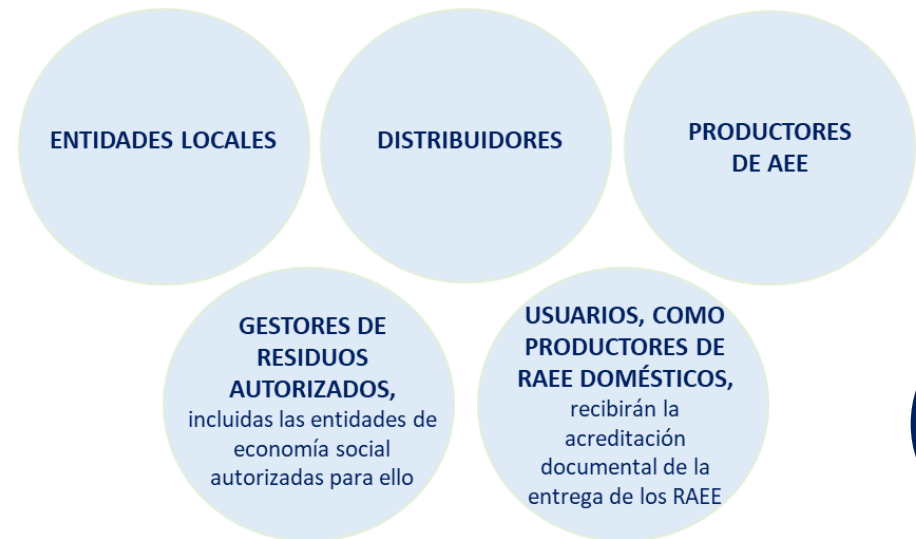 ENTIDADES LOCALES
DISTRIBUIDORES
PRODUCTORES
DE AEE
GESTORES DE
RESIDUOS
AUTORIZADOS,
incluidas las entidades de
economía social
autorizadas para ello
USUARIOS, COMO
PRODUCTORES DE
RAEE DOMÉSTICOS,
recibirán la
acreditación
documental de la
entrega de los RAEE